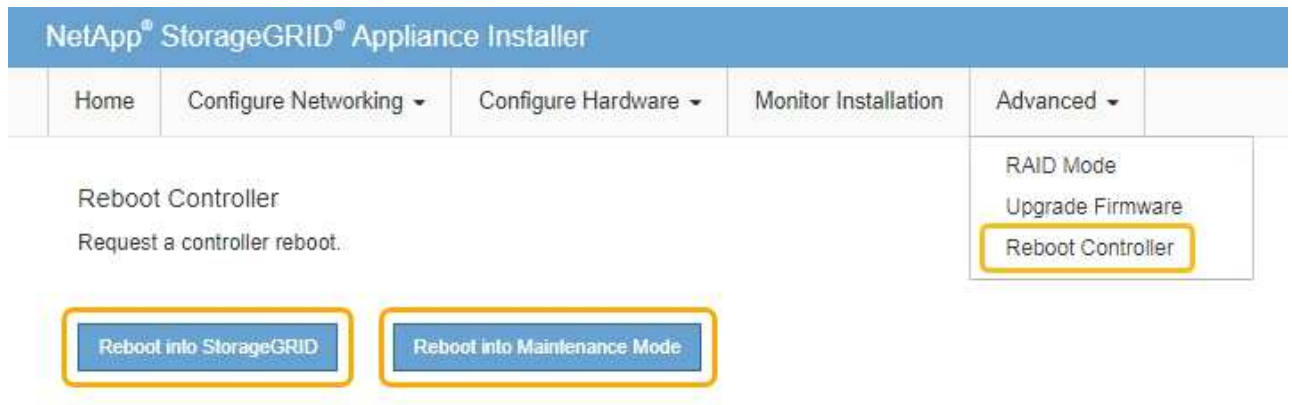 NetApp® StorageGRID® Appliance Installer
Home Configure Networking Configure Hardware Monitor Installation Advanced
RAID Mode
Upgrade Firmware
Reboot Controller
Reboot Controller
Request a controller reboot.
Reboot into StorageGRID Reboot into Maintenance Mode